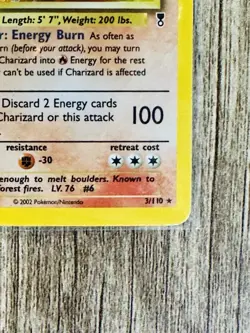 Length: 5' 7", Weight: 200 lbs.
r: Energy Burn As often as
urn (before your attack), you may turn
Charizard into for the rest
r can't be used if Charizard is affected
Discard 2 Energy cards
Charizard or this attack 100
resistance retreat cost
-30
enough to melt boulders. Known to
forest fires. LV. 76 #6
© 2002 Pokémon/Nintendo 3/110 ★